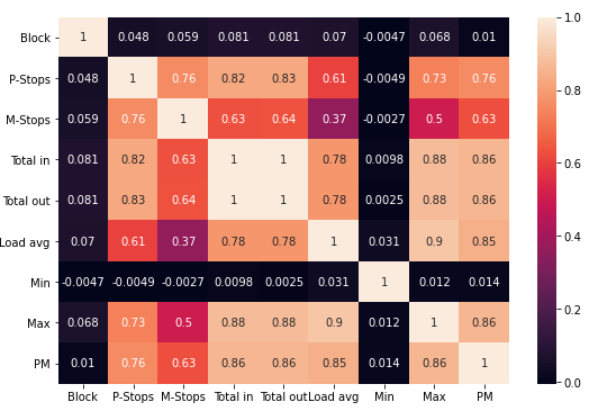 Block 1 0.048 0.059 0.081 0.081 0.07 -0.0047 0.068 0.01
P-Stops 0.048 1 0.76 0.82 0.83 0.61 -0.0049 0.73 0.76
M-Stops 0.059 0.76 1 0.63 0.64 0.37 -0.0027 0.5 0.63
Total in 0.081 0.82 0.63 1 1 0.78 0.0098 0.88 0.86
Total out 0.081 0.83 0.64 1 1 0.78 0.0025 0.88 0.86
Load avg 0.07 0.61 0.37 0.78 0.78 1 0.031 0.9 0.85
Min -0.0047 -0.0049 -0.0027 0.0098 0.0025 0.031 1 0.012 0.014
Max 0.068 0.73 0.5 0.88 0.88 0.9 0.012 1 0.86
PM 0.01 0.76 0.63 0.86 0.86 0.85 0.014 0.86 1
Block P-Stops M-Stops Total in Total out Load avg Min Max PM
1.0
0.8
0.6
0.4
0.2
0.0